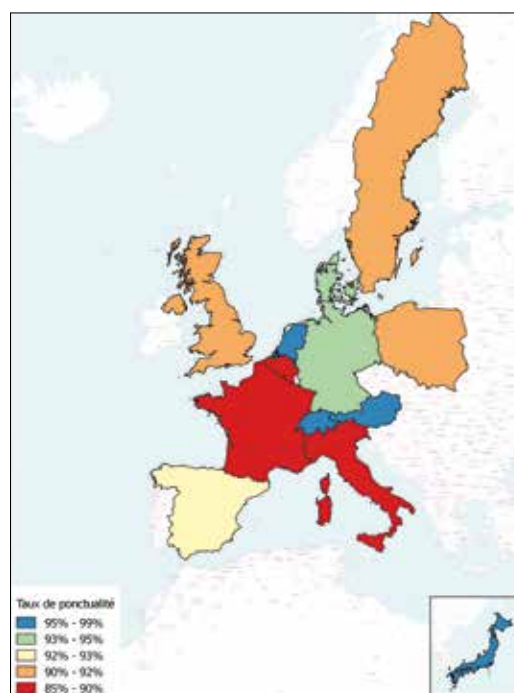 Taux de ponctualité
95% - 99%
93% - 95%
92% - 93%
90% - 92%
85% - 90%